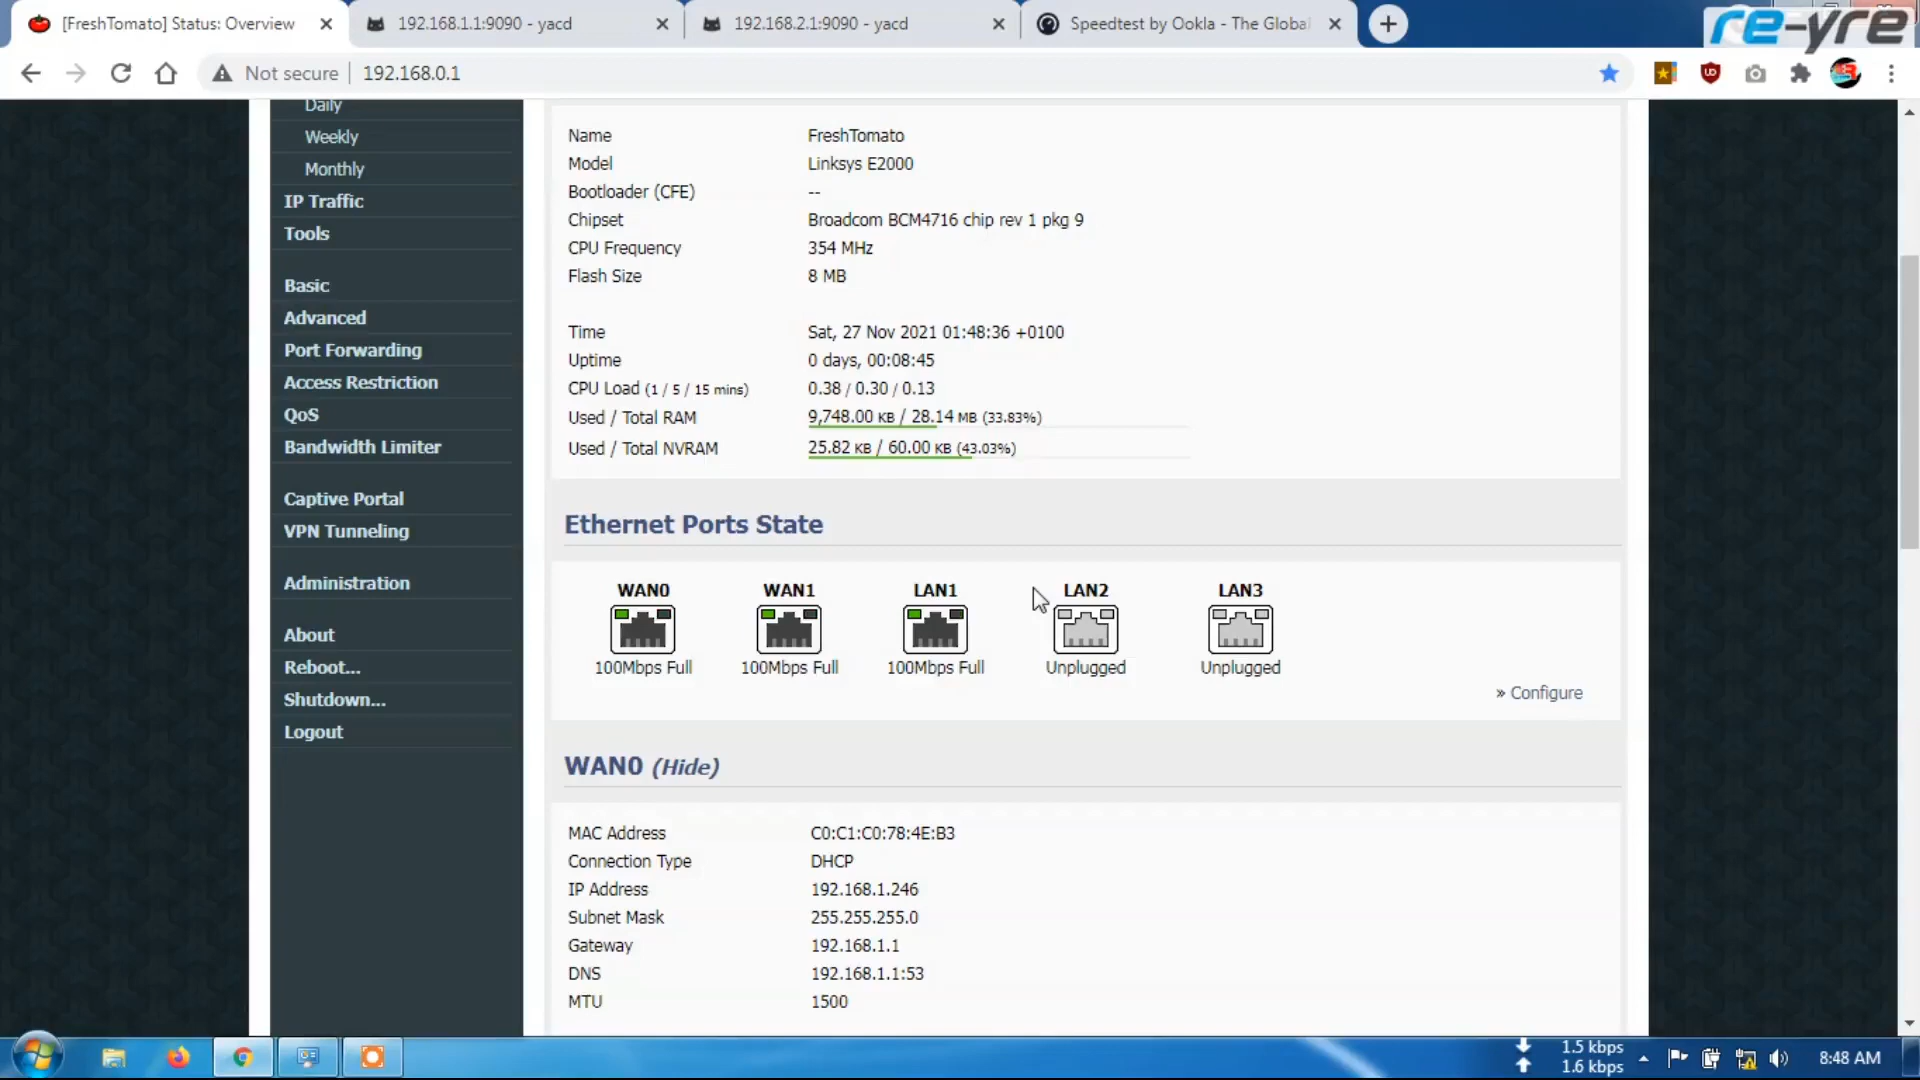 [FreshTomato] Status: Overview
192.168.1.1:9090 - yacd
192.168.2.1:9090 - yacd
Speedtest by Ookla - The Global
re-yre
Not secure
192.168.0.1
Daily
Weekly
Monthly
IP Traffic
Tools
Basic
Advanced
Port Forwarding
Access Restriction
QoS
Bandwidth Limiter
Captive Portal
VPN Tunneling
Administration
About
Reboot...
Shutdown...
Logout
Name FreshTomato
Model Linksys E2000
Bootloader (CFE) --
Chipset Broadcom BCM4716 chip rev 1 pkg 9
CPU Frequency 354 MHz
Flash Size 8 MB
Time Sat, 27 Nov 2021 01:48:36 +0100
Uptime 0 days, 00:08:45
CPU Load (1 / 5 / 15 mins) 0.38 / 0.30 / 0.13
Used / Total RAM 9,748.00 KB / 28.14 MB (33.83%)
Used / Total NVRAM 25.82 KB / 60.00 KB (43.03%)
Ethernet Ports State
WAN0 WAN1 LAN1 LAN2 LAN3
100Mbps Full 100Mbps Full 100Mbps Full Unplugged Unplugged
» Configure
WAN0 (Hide)
MAC Address C0:C1:C0:78:4E:B3
Connection Type DHCP
IP Address 192.168.1.246
Subnet Mask 255.255.255.0
Gateway 192.168.1.1
DNS 192.168.1.1:53
MTU 1500
1.5 kbps
1.6 kbps
8:48 AM